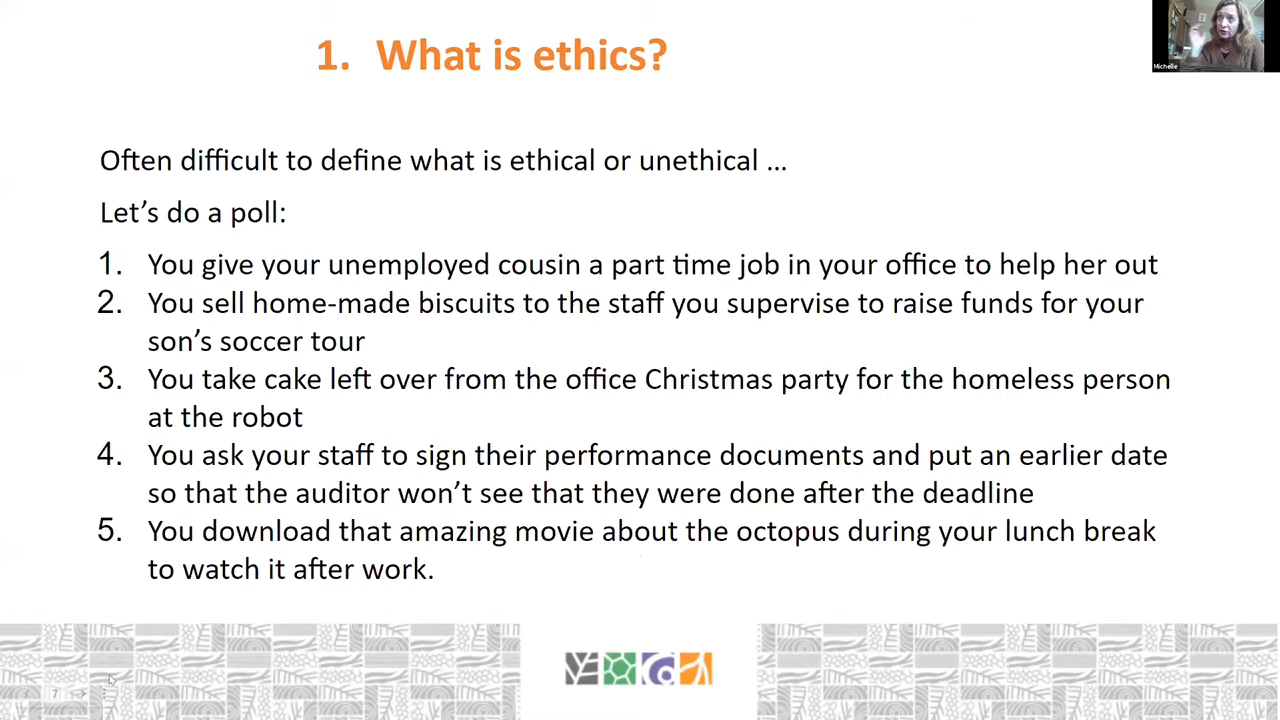 1. What is ethics?
Michelle
Often difficult to define what is ethical or unethical …
Let’s do a poll:
1. You give your unemployed cousin a part time job in your office to help her out
2. You sell home-made biscuits to the staff you supervise to raise funds for your
son’s soccer tour
3. You take cake left over from the office Christmas party for the homeless person
at the robot
4. You ask your staff to sign their performance documents and put an earlier date
so that the auditor won’t see that they were done after the deadline
5. You download that amazing movie about the octopus during your lunch break
to watch it after work.
7